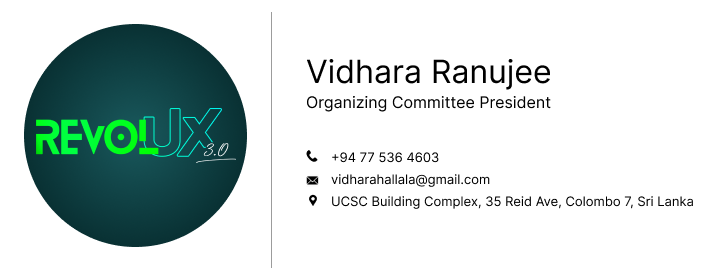 REVOLUX
3.0
Vidhara Ranujee
Organizing Committee President
+94 77 536 4603
vidharahallala@gmail.com
UCSC Building Complex, 35 Reid Ave, Colombo 7, Sri Lanka